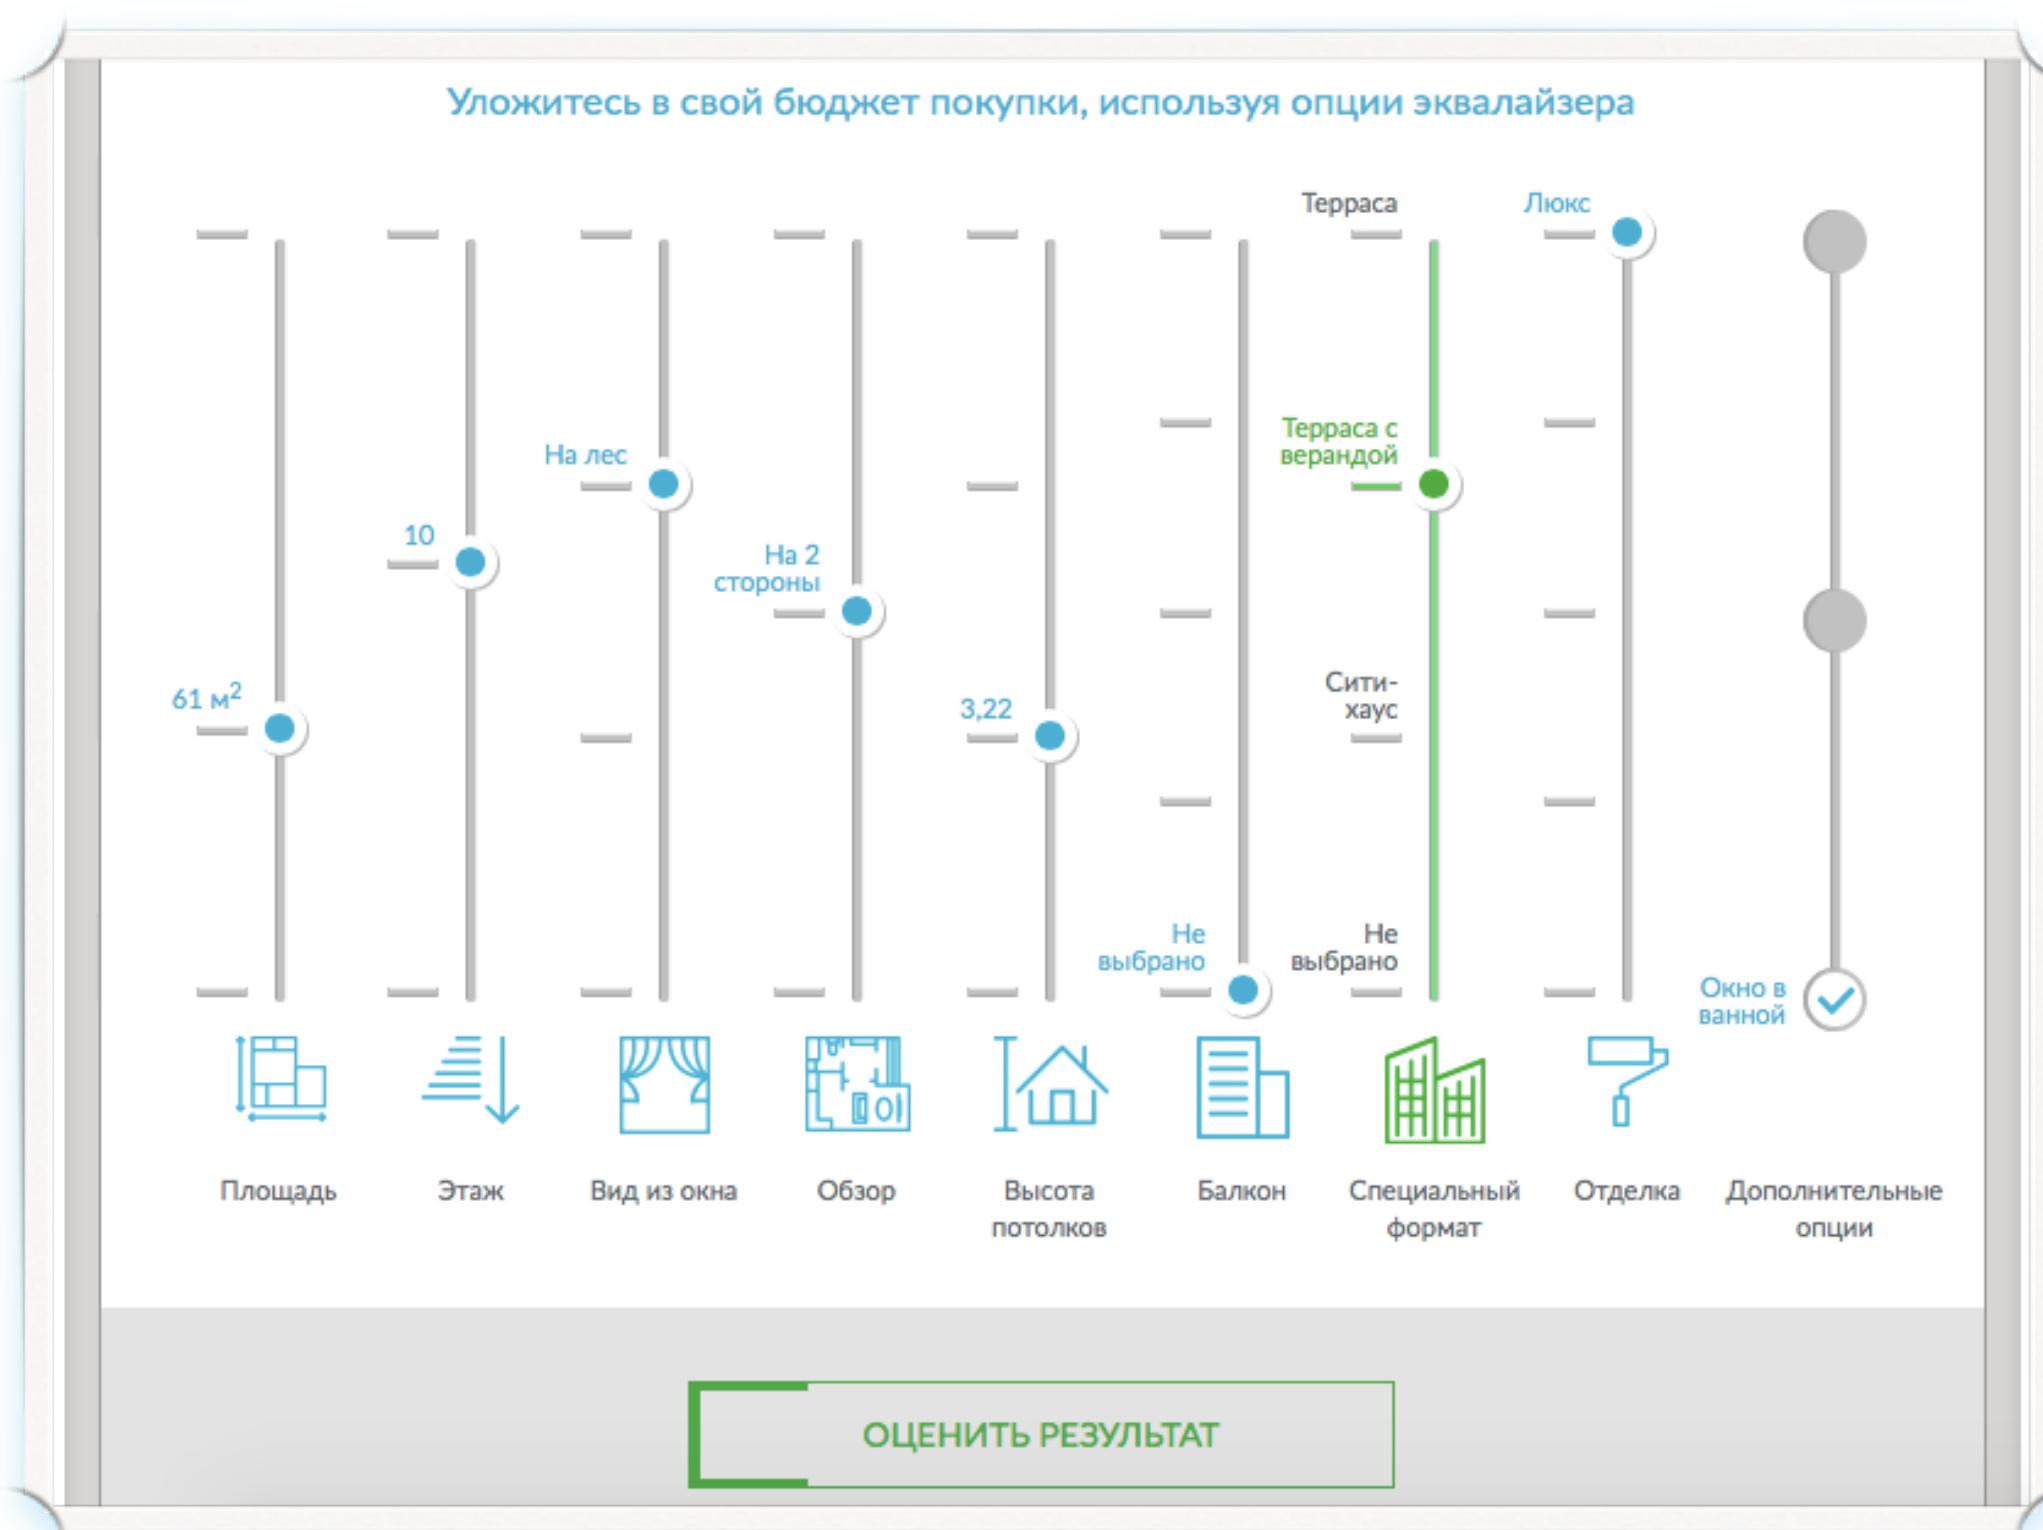 Уложитесь в свой бюджет покупки, используя опции эквалайзера
Терраса
Люкс
Терраса с
верандой
На лес
10
На 2
стороны
61 м²
3,22
Сити-
хаус
Не
выбрано
Не
выбрано
Окно в
ванной
Площадь
Этаж
Вид из окна
Обзор
Высота
потолков
Балкон
Специальный
формат
Отделка
Дополнительные
опции
ОЦЕНИТЬ РЕЗУЛЬТАТ